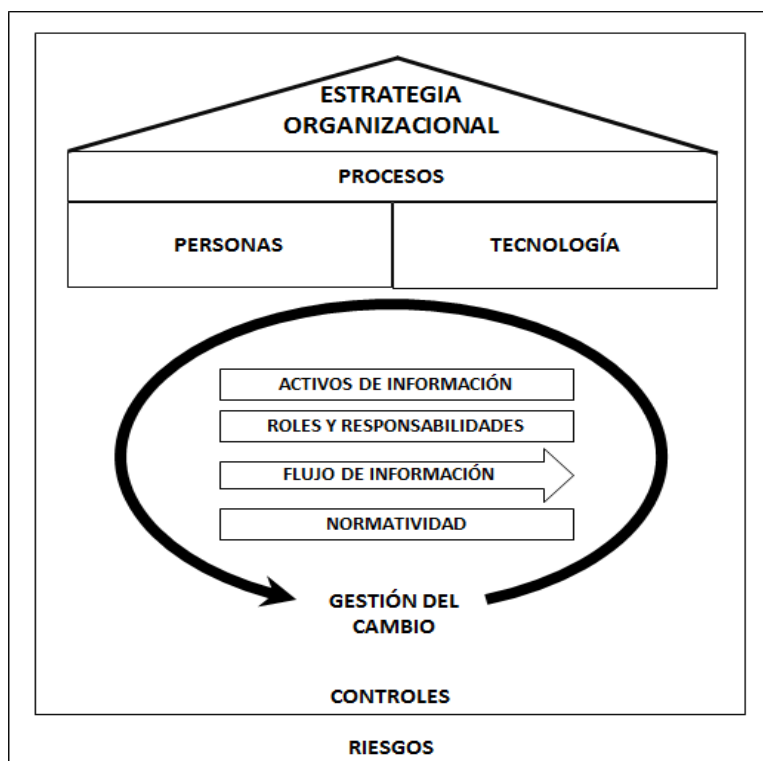 ESTRATEGIA
ORGANIZACIONAL
PROCESOS
PERSONAS
TECNOLOGÍA
ACTIVOS DE INFORMACIÓN
ROLES Y RESPONSABILIDADES
FLUJO DE INFORMACIÓN
NORMATIVIDAD
GESTIÓN DEL
CAMBIO
CONTROLES
RIESGOS